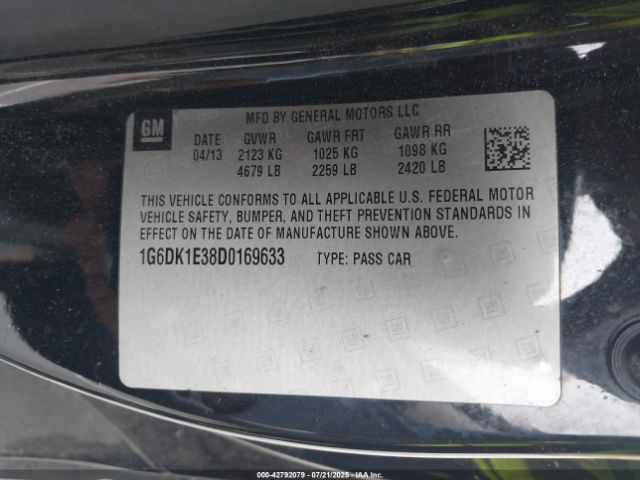 GM
MFD BY GENERAL MOTORS LLC
DATE GVWR GAWR FRT GAWR RR
04/13 2123 KG 1025 KG 1098 KG
4679 LB 2259 LB 2420 LB
THIS VEHICLE CONFORMS TO ALL APPLICABLE U.S. FEDERAL MOTOR
VEHICLE SAFETY, BUMPER, AND THEFT PREVENTION STANDARDS IN
EFFECT ON THE DATE OF MANUFACTURE SHOWN ABOVE.
1G6DK1E38D0169633 TYPE: PASS CAR
000-42792079 - 07/21/2025 - IAAI.COM